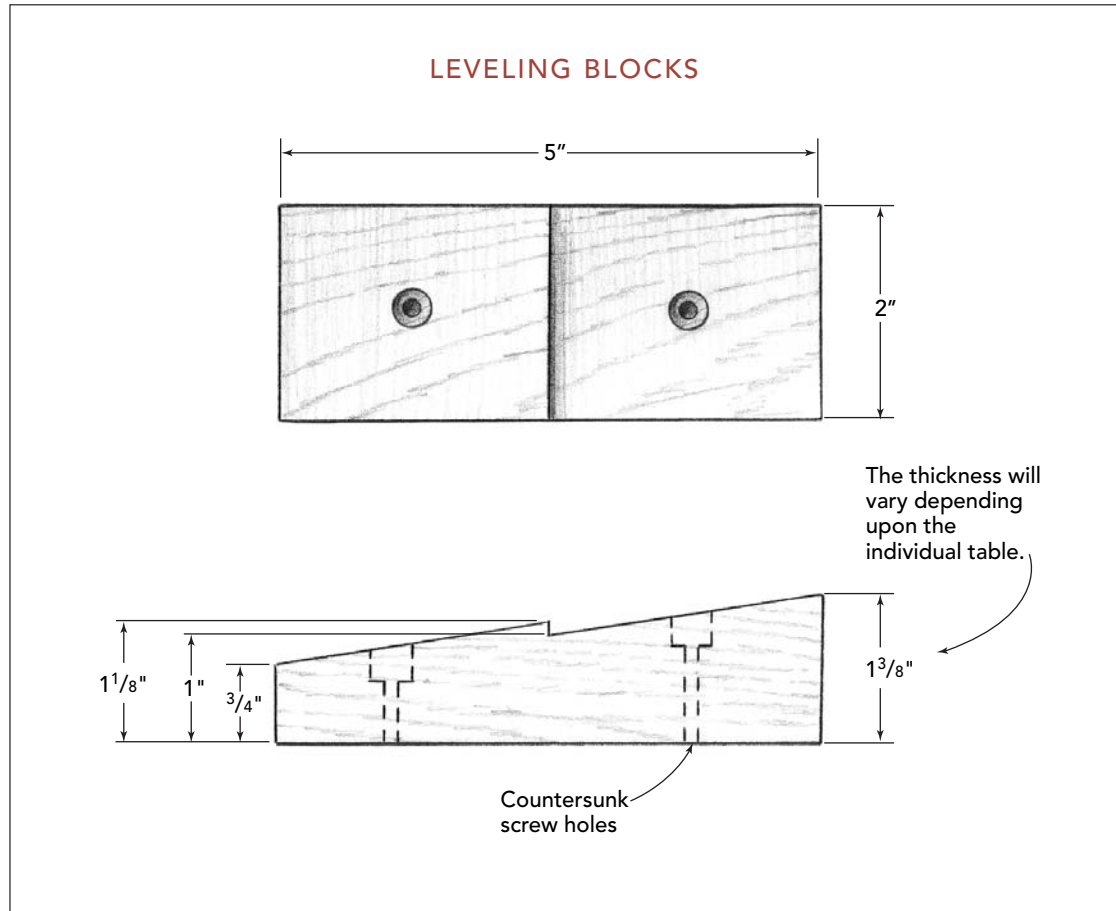 LEVELING BLOCKS
5"
2"
The thickness will
vary depending
upon the
individual table.
1 1/8"
1"
3/4"
1 3/8"
Countersunk
screw holes